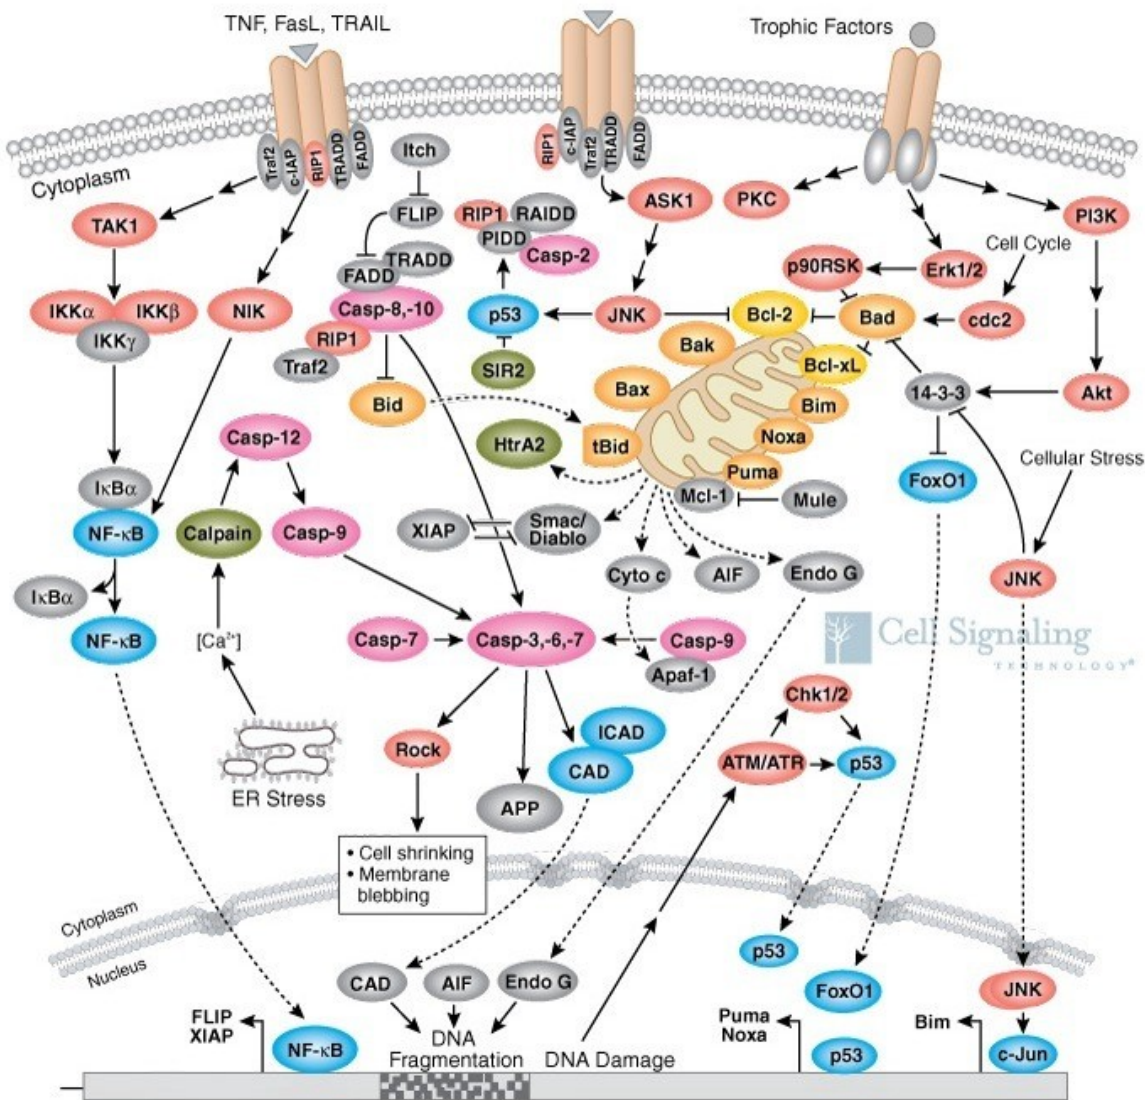 TNF, FasL, TRAIL
Trophic Factors
Traf2
c-IAP
RIP1
TRADD
FADD
RIP1
c-IAP
Traf2
TRADD
FADD
Cytoplasm
Itch
TAK1
FLIP
RIP1
RAIDD
PIDD
Casp-2
ASK1
PKC
PI3K
Cell Cycle
TRADD
FADD
p90RSK
Erk1/2
IKKα
IKKβ
IKKγ
NIK
Casp-8,-10
RIP1
Traf2
p53
JNK
Bcl-2
Bad
cdc2
SIR2
Bak
Bcl-xL
Bid
Bax
Bim
14-3-3
Akt
Casp-12
HtrA2
tBid
Noxa
Puma
Mcl-1
Mule
FoxO1
Cellular Stress
IκBα
NF-κB
Calpain
Casp-9
XIAP
Smac/
Diablo
Cyto c
AIF
Endo G
JNK
IκBα
NF-κB
[Ca²⁺]
Casp-7
Casp-3,-6,-7
Casp-9
Apaf-1
Cell Signaling
TECHNOLOGY®
Chk1/2
ER Stress
Rock
ICAD
CAD
APP
ATM/ATR
p53
• Cell shrinking
• Membrane
blebbing
Cytoplasm
Nucleus
CAD
AIF
Endo G
p53
FoxO1
JNK
FLIP
XIAP
NF-κB
DNA
Fragmentation
DNA Damage
Puma
Noxa
p53
Bim
c-Jun